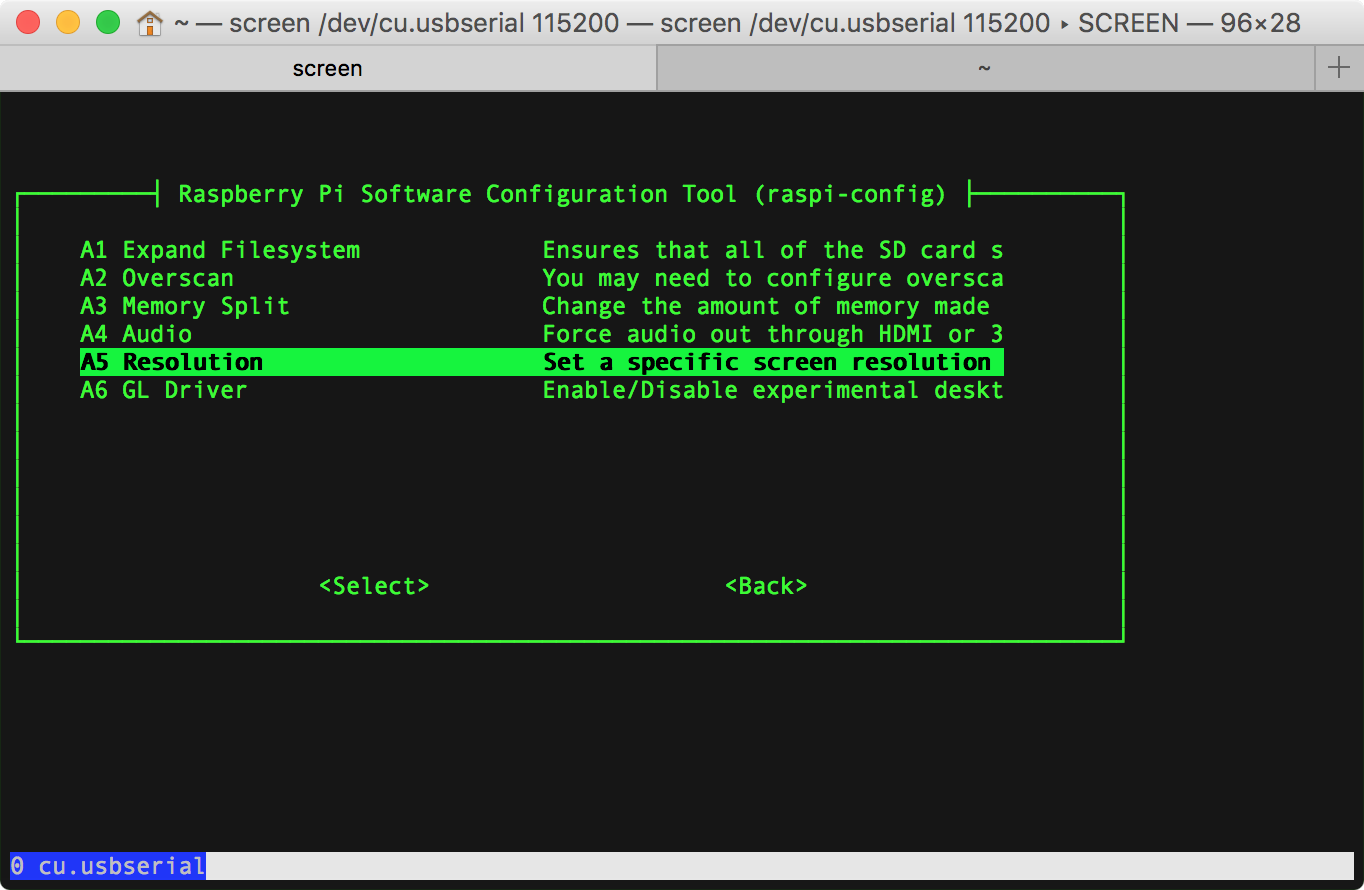 ~ — screen /dev/cu.usbserial 115200 — screen /dev/cu.usbserial 115200 ▸ SCREEN — 96×28
screen ~ +
Raspberry Pi Software Configuration Tool (raspi-config)
A1 Expand Filesystem Ensures that all of the SD card s
A2 Overscan You may need to configure oversca
A3 Memory Split Change the amount of memory made
A4 Audio Force audio out through HDMI or 3
A5 Resolution Set a specific screen resolution
A6 GL Driver Enable/Disable experimental deskt
<Select> <Back>
0 cu.usbserial